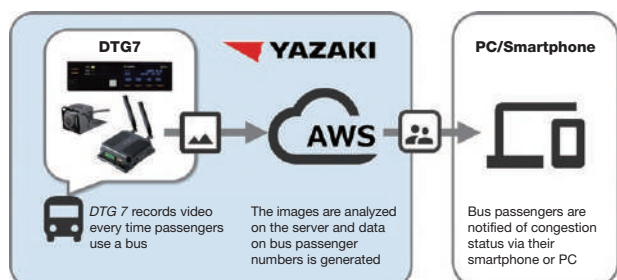 DTG7
YAZAKI
PC/Smartphone
AWS
DTG 7 records video
every time passengers
use a bus
The images are analyzed
on the server and data
on bus passenger
numbers is generated
Bus passengers are
notified of congestion
status via their
smartphone or PC